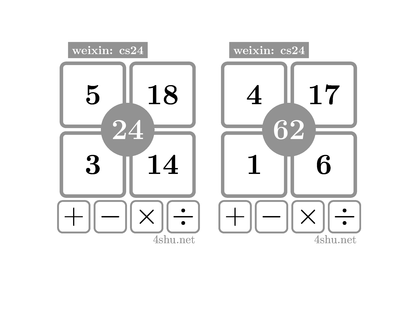 weixin: cs24
5 18
24
3 14
+ − × ÷
4shu.net
weixin: cs24
4 17
62
1 6
+ − × ÷
4shu.net